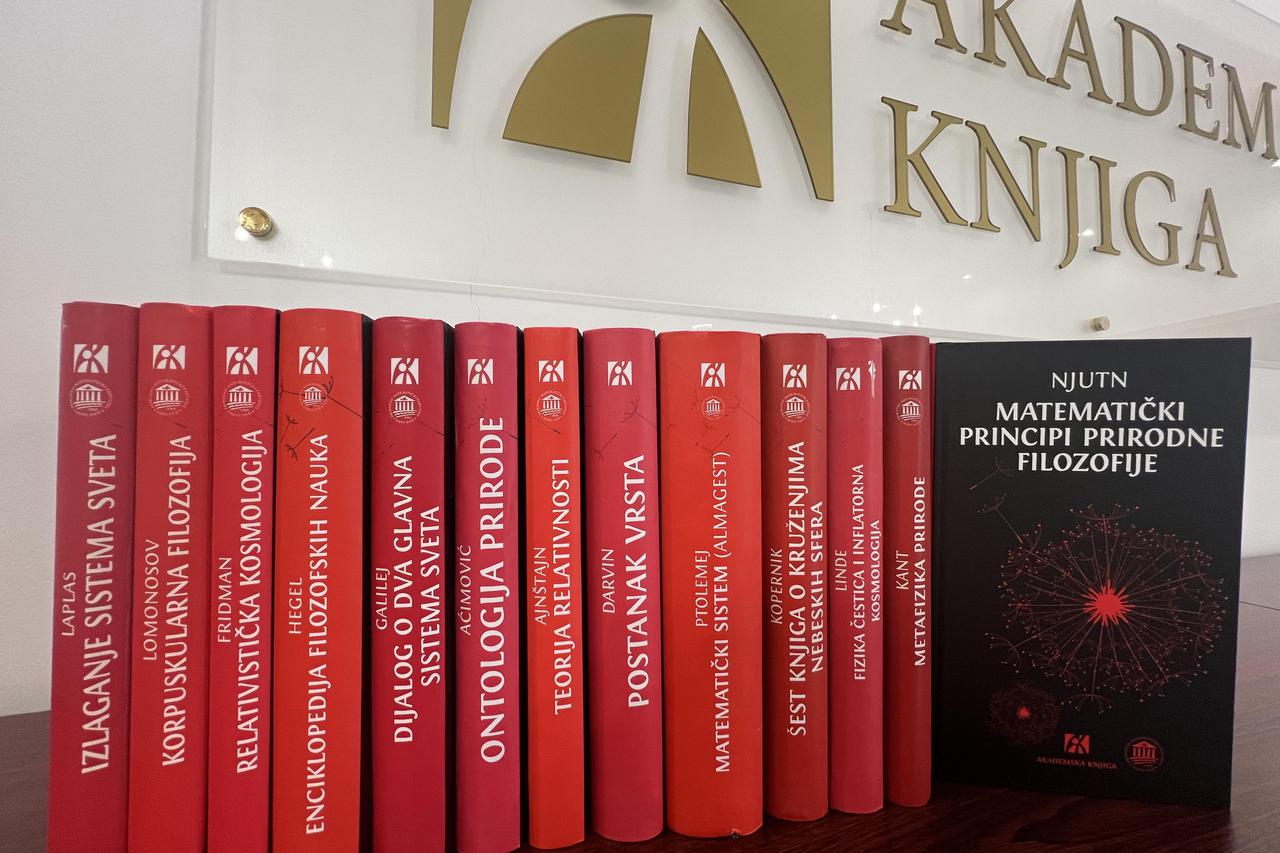 AKADEM
KNJIGA
LAPLAS
IZLAGANJE SISTEMA SVETA
LOMONOSOV
KORPUSKULARNA FILOZOFIJA
FRIDMAN
RELATIVISTIČKA KOSMOLOGIJA
HEGEL
ENCIKLOPEDIJA FILOZOFSKIH NAUKA
GALILEJ
DIJALOG O DVA GLAVNA
SISTEMA SVETA
AĆIMOVIĆ
ONTOLOGIJA PRIRODE
AJNŠTAJN
TEORIJA RELATIVNOSTI
DARVIN
POSTANAK VRSTA
PTOLEMEJ
MATEMATIČKI SISTEM (ALMAGEST)
KOPERNIK
ŠEST KNJIGA O KRUŽENJIMA
NEBESKIH SFERA
LINDE
FIZIKA ČESTICA I INFLATORNA
KOSMOLOGIJA
KANT
METAFIZIKA PRIRODE
NJUTN
MATEMATIČKI
PRINCIPI PRIRODNE
FILOZOFIJE
AKADEMSKA KNJIGA